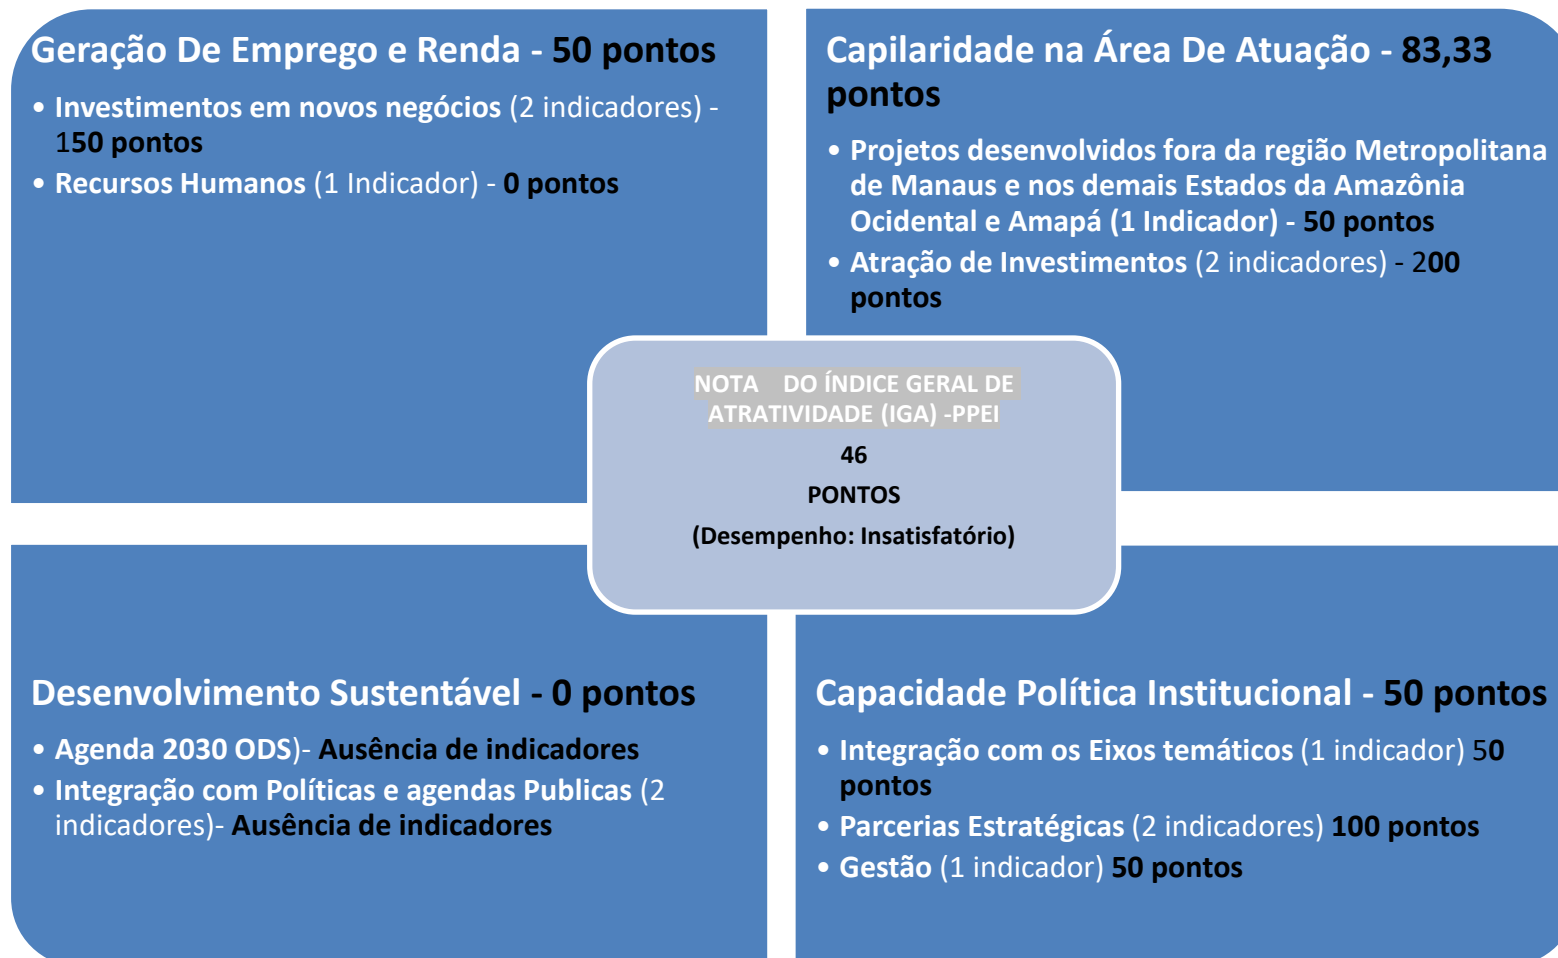 Geração De Emprego e Renda - 50 pontos
• Investimentos em novos negócios (2 indicadores) -
150 pontos
• Recursos Humanos (1 Indicador) - 0 pontos
Capilaridade na Área De Atuação - 83,33
pontos
• Projetos desenvolvidos fora da região Metropolitana
de Manaus e nos demais Estados da Amazônia
Ocidental e Amapá (1 Indicador) - 50 pontos
• Atração de Investimentos (2 indicadores) - 200
pontos
NOTA DO ÍNDICE GERAL DE
ATRATIVIDADE (IGA) -PPEI
46
PONTOS
(Desempenho: Insatisfatório)
Desenvolvimento Sustentável - 0 pontos
• Agenda 2030 ODS)- Ausência de indicadores
• Integração com Políticas e agendas Publicas (2
indicadores)- Ausência de indicadores
Capacidade Política Institucional - 50 pontos
• Integração com os Eixos temáticos (1 indicador) 50
pontos
• Parcerias Estratégicas (2 indicadores) 100 pontos
• Gestão (1 indicador) 50 pontos